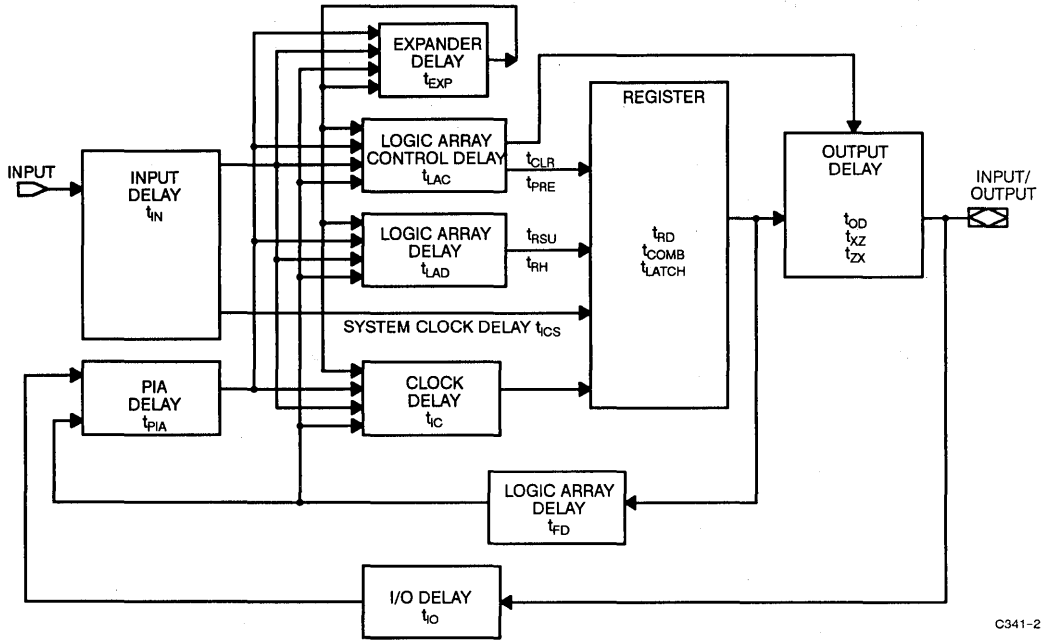 EXPANDER
DELAY
tEXP
REGISTER
LOGIC ARRAY
CONTROL DELAY
tLAC
tCLR
tPRE
INPUT
INPUT
DELAY
tIN
OUTPUT
DELAY
tOD
tXZ
tZX
INPUT/
OUTPUT
LOGIC ARRAY
DELAY
tLAD
tRSU
tRH
tRD
tCOMB
tLATCH
SYSTEM CLOCK DELAY tICS
PIA
DELAY
tPIA
CLOCK
DELAY
tIC
LOGIC ARRAY
DELAY
tFD
I/O DELAY
tIO
C341-2